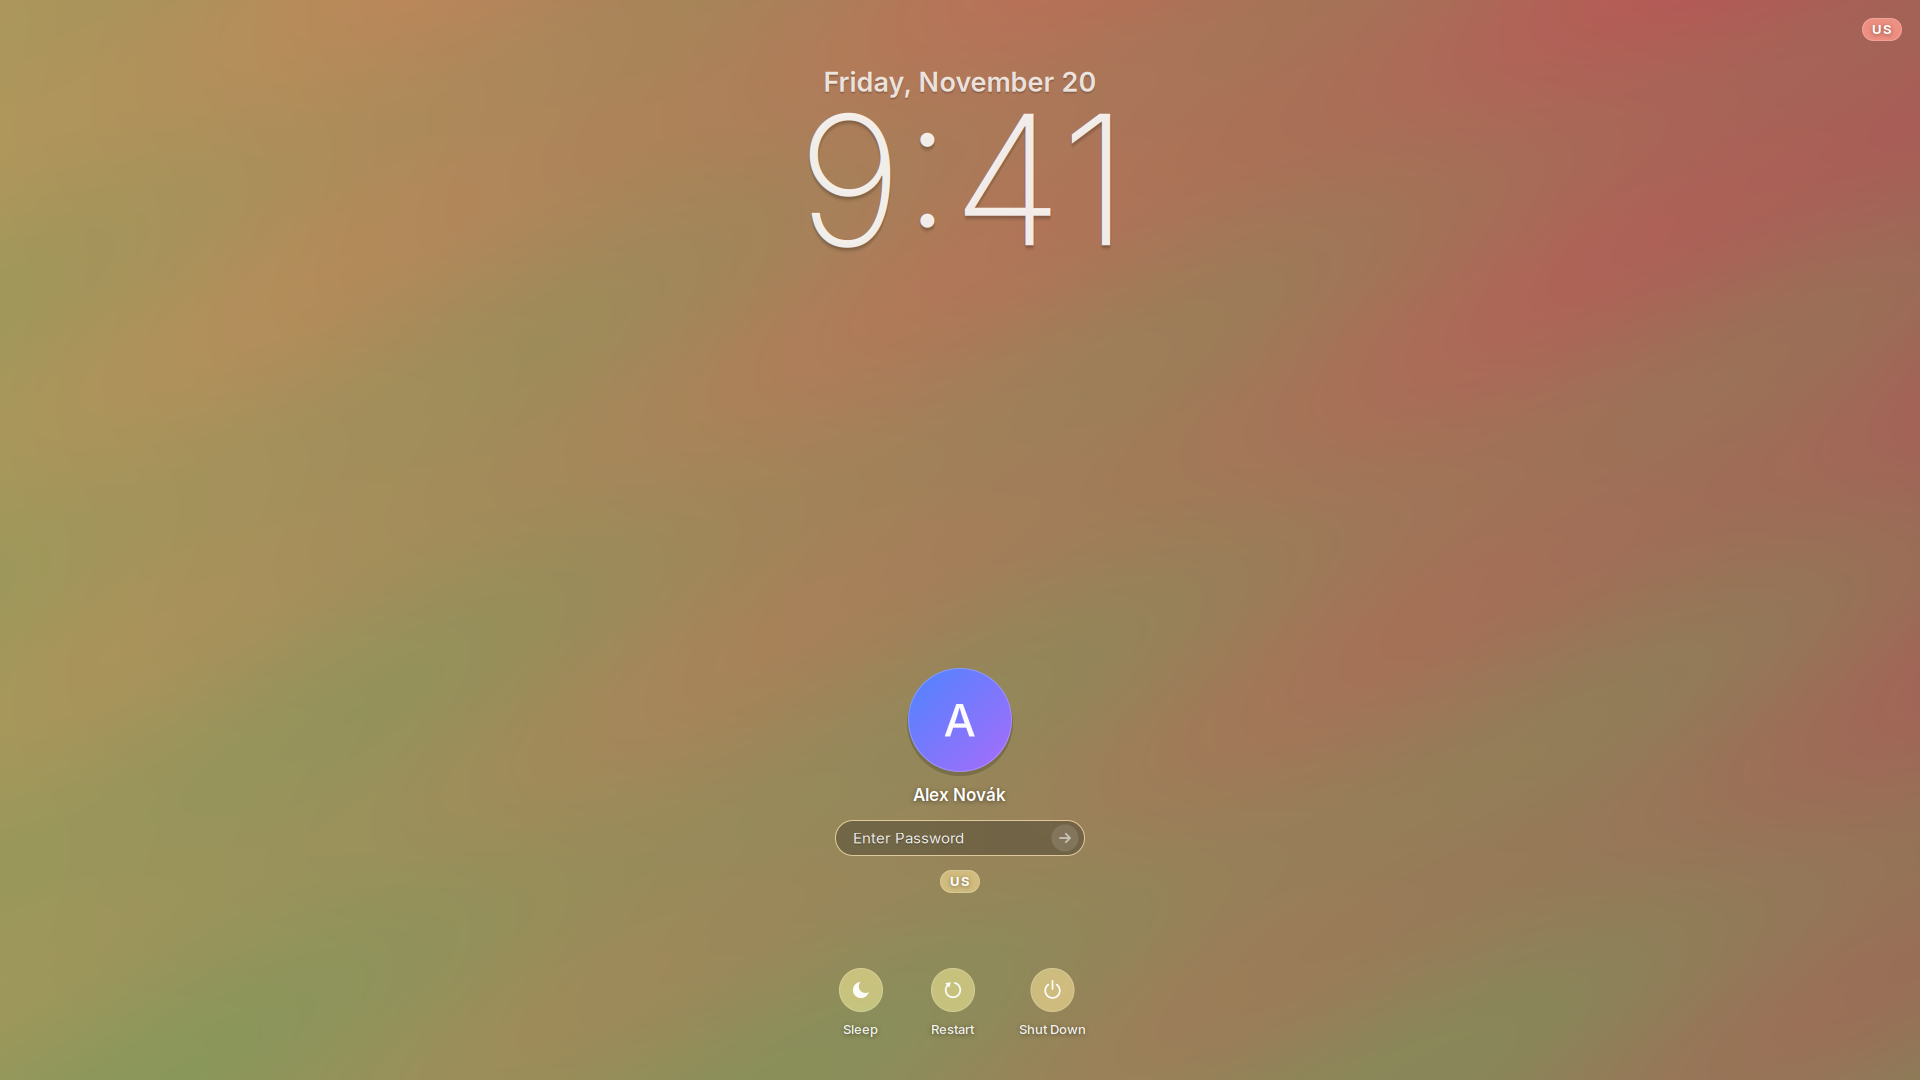 US
Friday, November 20
9:41
A
Alex Novák
Enter Password
US
Sleep
Restart
Shut Down